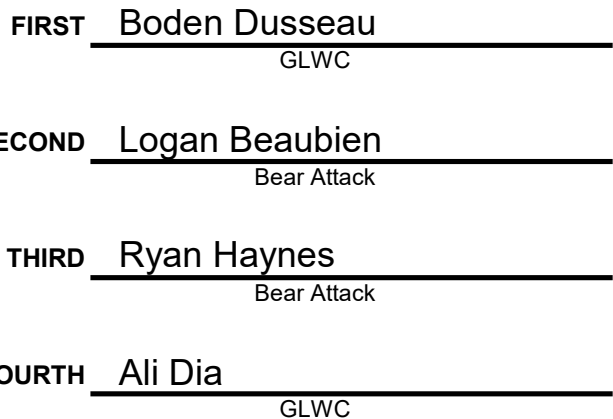 FIRST Boden Dusseau
GLWC
ECOND Logan Beaubien
Bear Attack
THIRD Ryan Haynes
Bear Attack
OURTH Ali Dia
GLWC